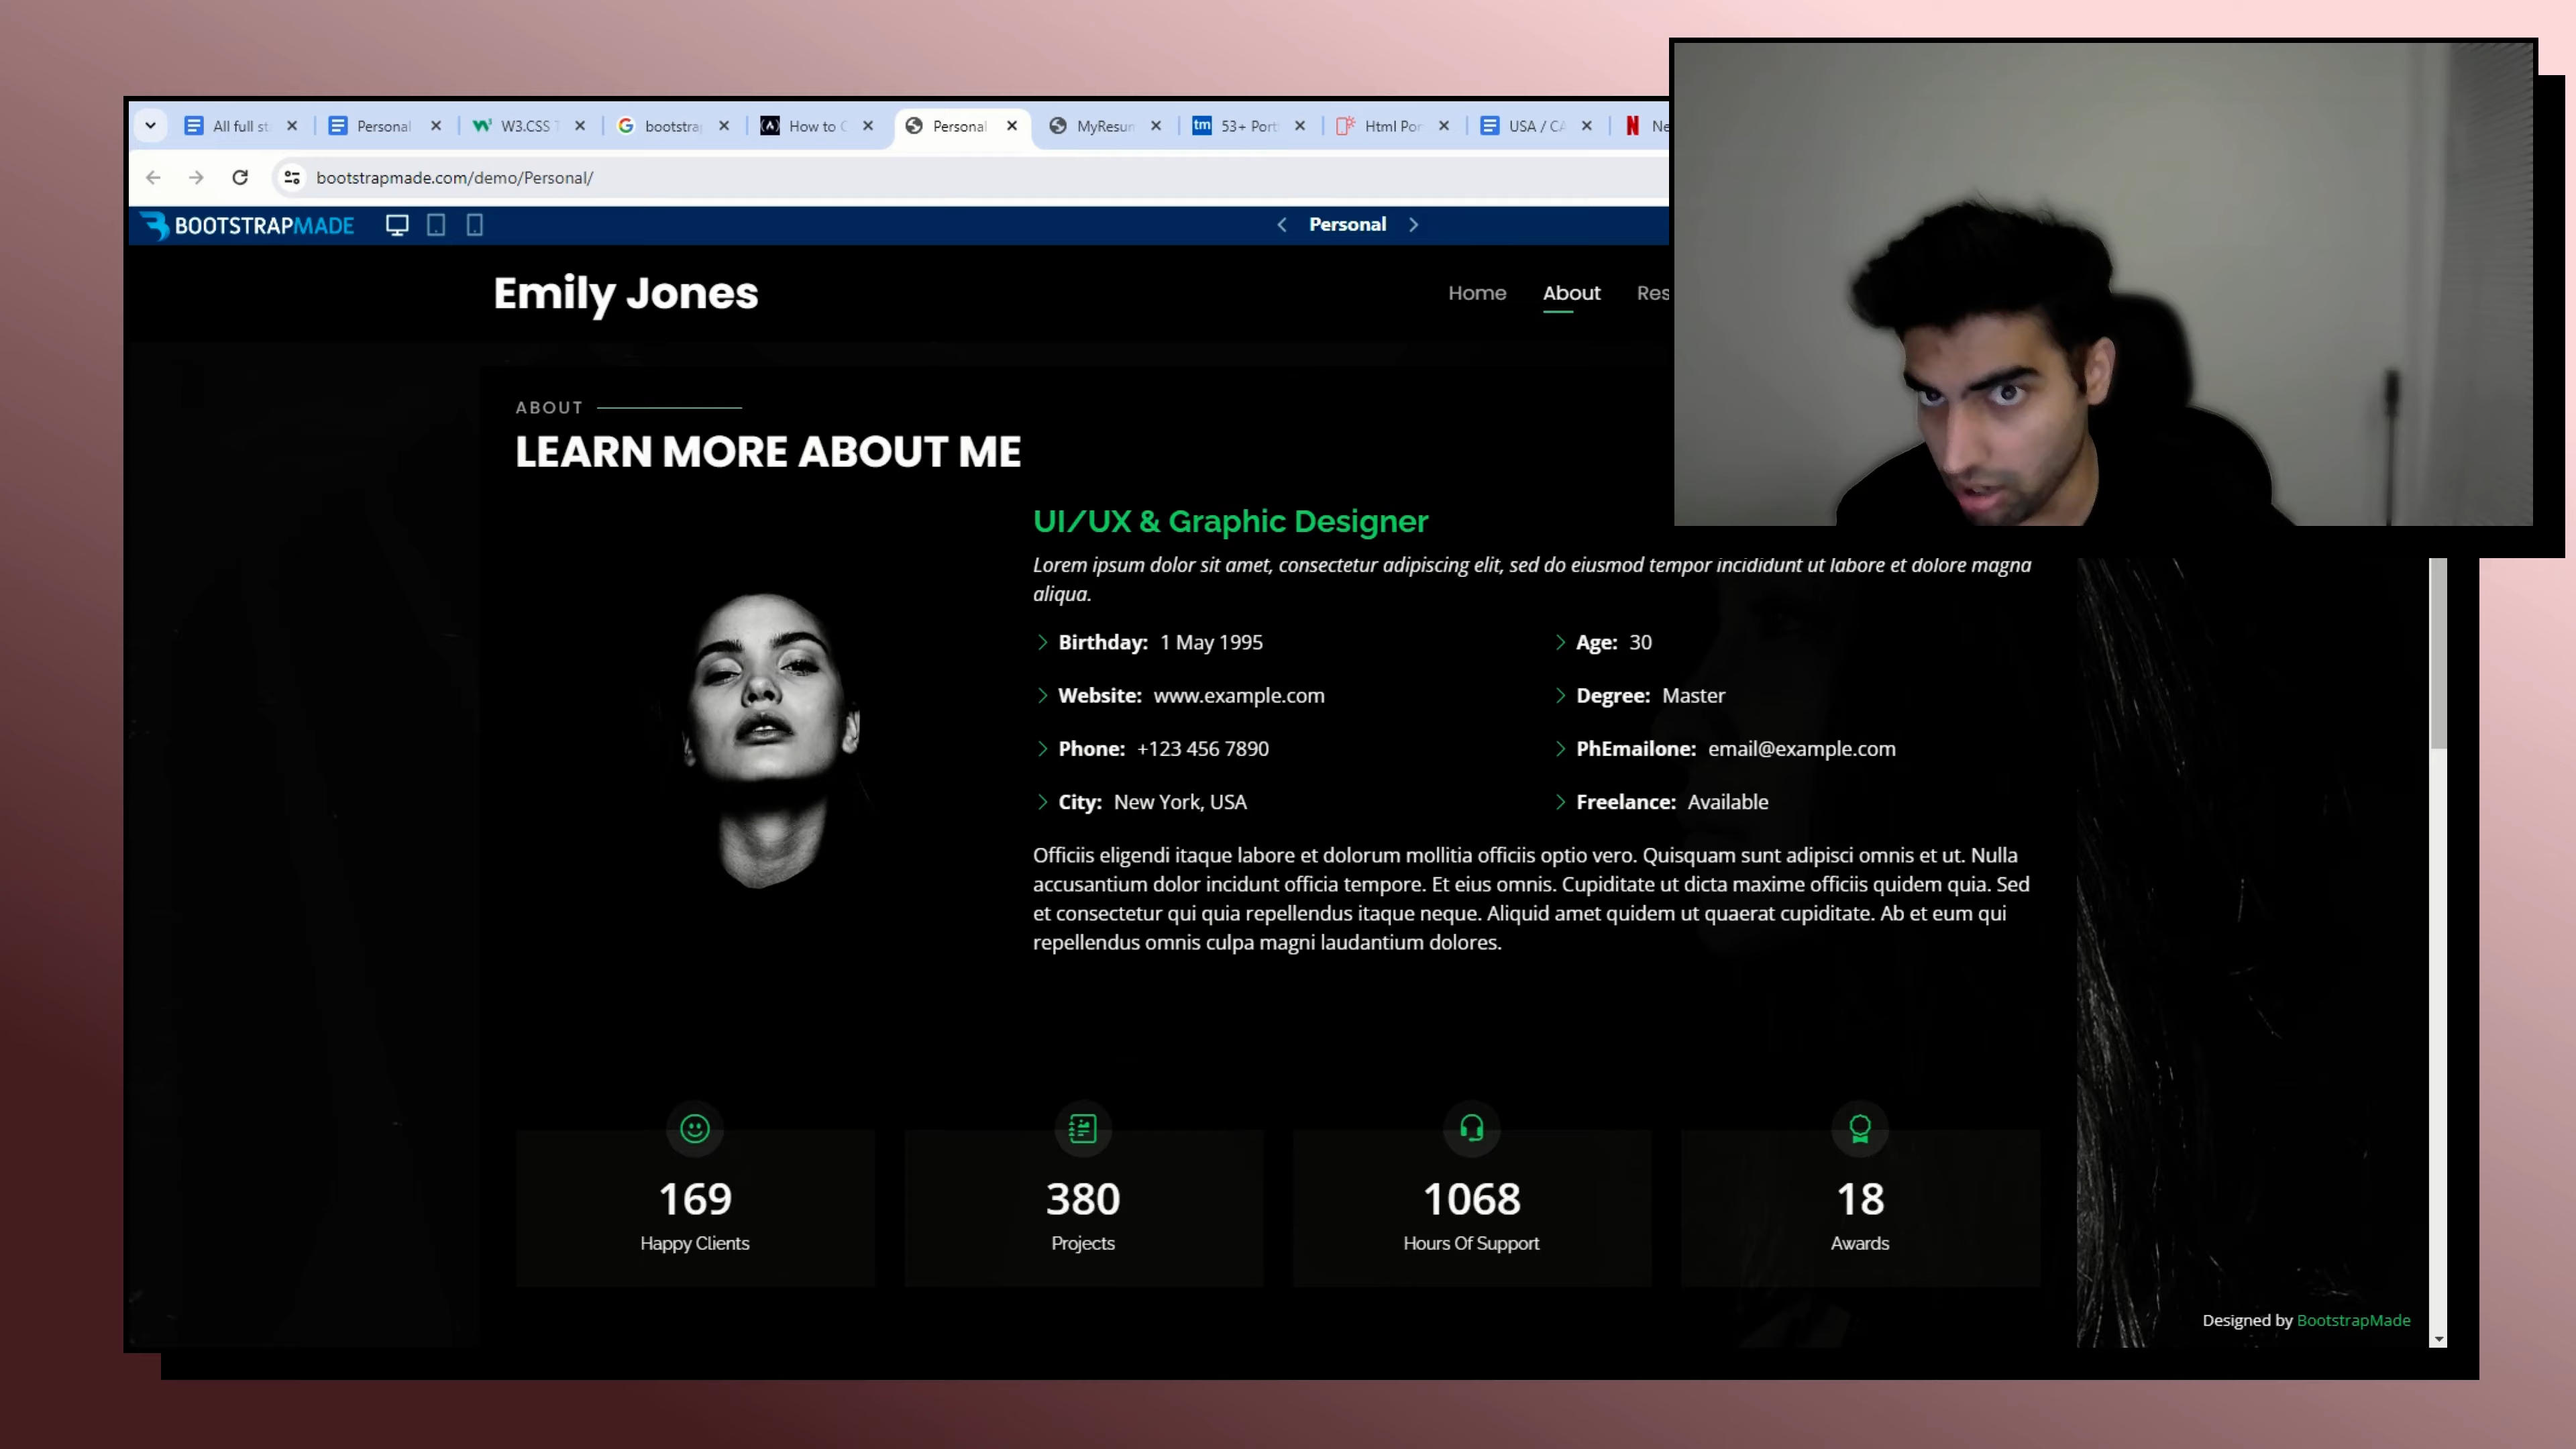 All full st
Personal
W3.CSS
bootstrap
How to C
Personal
MyResum
tm
53+ Port
Html Por
USA / CA
N
Ne
bootstrapmade.com/demo/Personal/
BOOTSTRAPMADE
Personal
Emily Jones
Home
About
Res
ABOUT
LEARN MORE ABOUT ME
UI/UX & Graphic Designer
Lorem ipsum dolor sit amet, consectetur adipiscing elit, sed do eiusmod tempor incididunt ut labore et dolore magna
aliqua.
Birthday: 1 May 1995
Age: 30
Website: www.example.com
Degree: Master
Phone: +123 456 7890
PhEmailone: email@example.com
City: New York, USA
Freelance: Available
Officiis eligendi itaque labore et dolorum mollitia officiis optio vero. Quisquam sunt adipisci omnis et ut. Nulla
accusantium dolor incidunt officia tempore. Et eius omnis. Cupiditate ut dicta maxime officiis quidem quia. Sed
et consectetur qui quia repellendus itaque neque. Aliquid amet quidem ut quaerat cupiditate. Ab et eum qui
repellendus omnis culpa magni laudantium dolores.
169
Happy Clients
380
Projects
1068
Hours Of Support
18
Awards
Designed by BootstrapMade